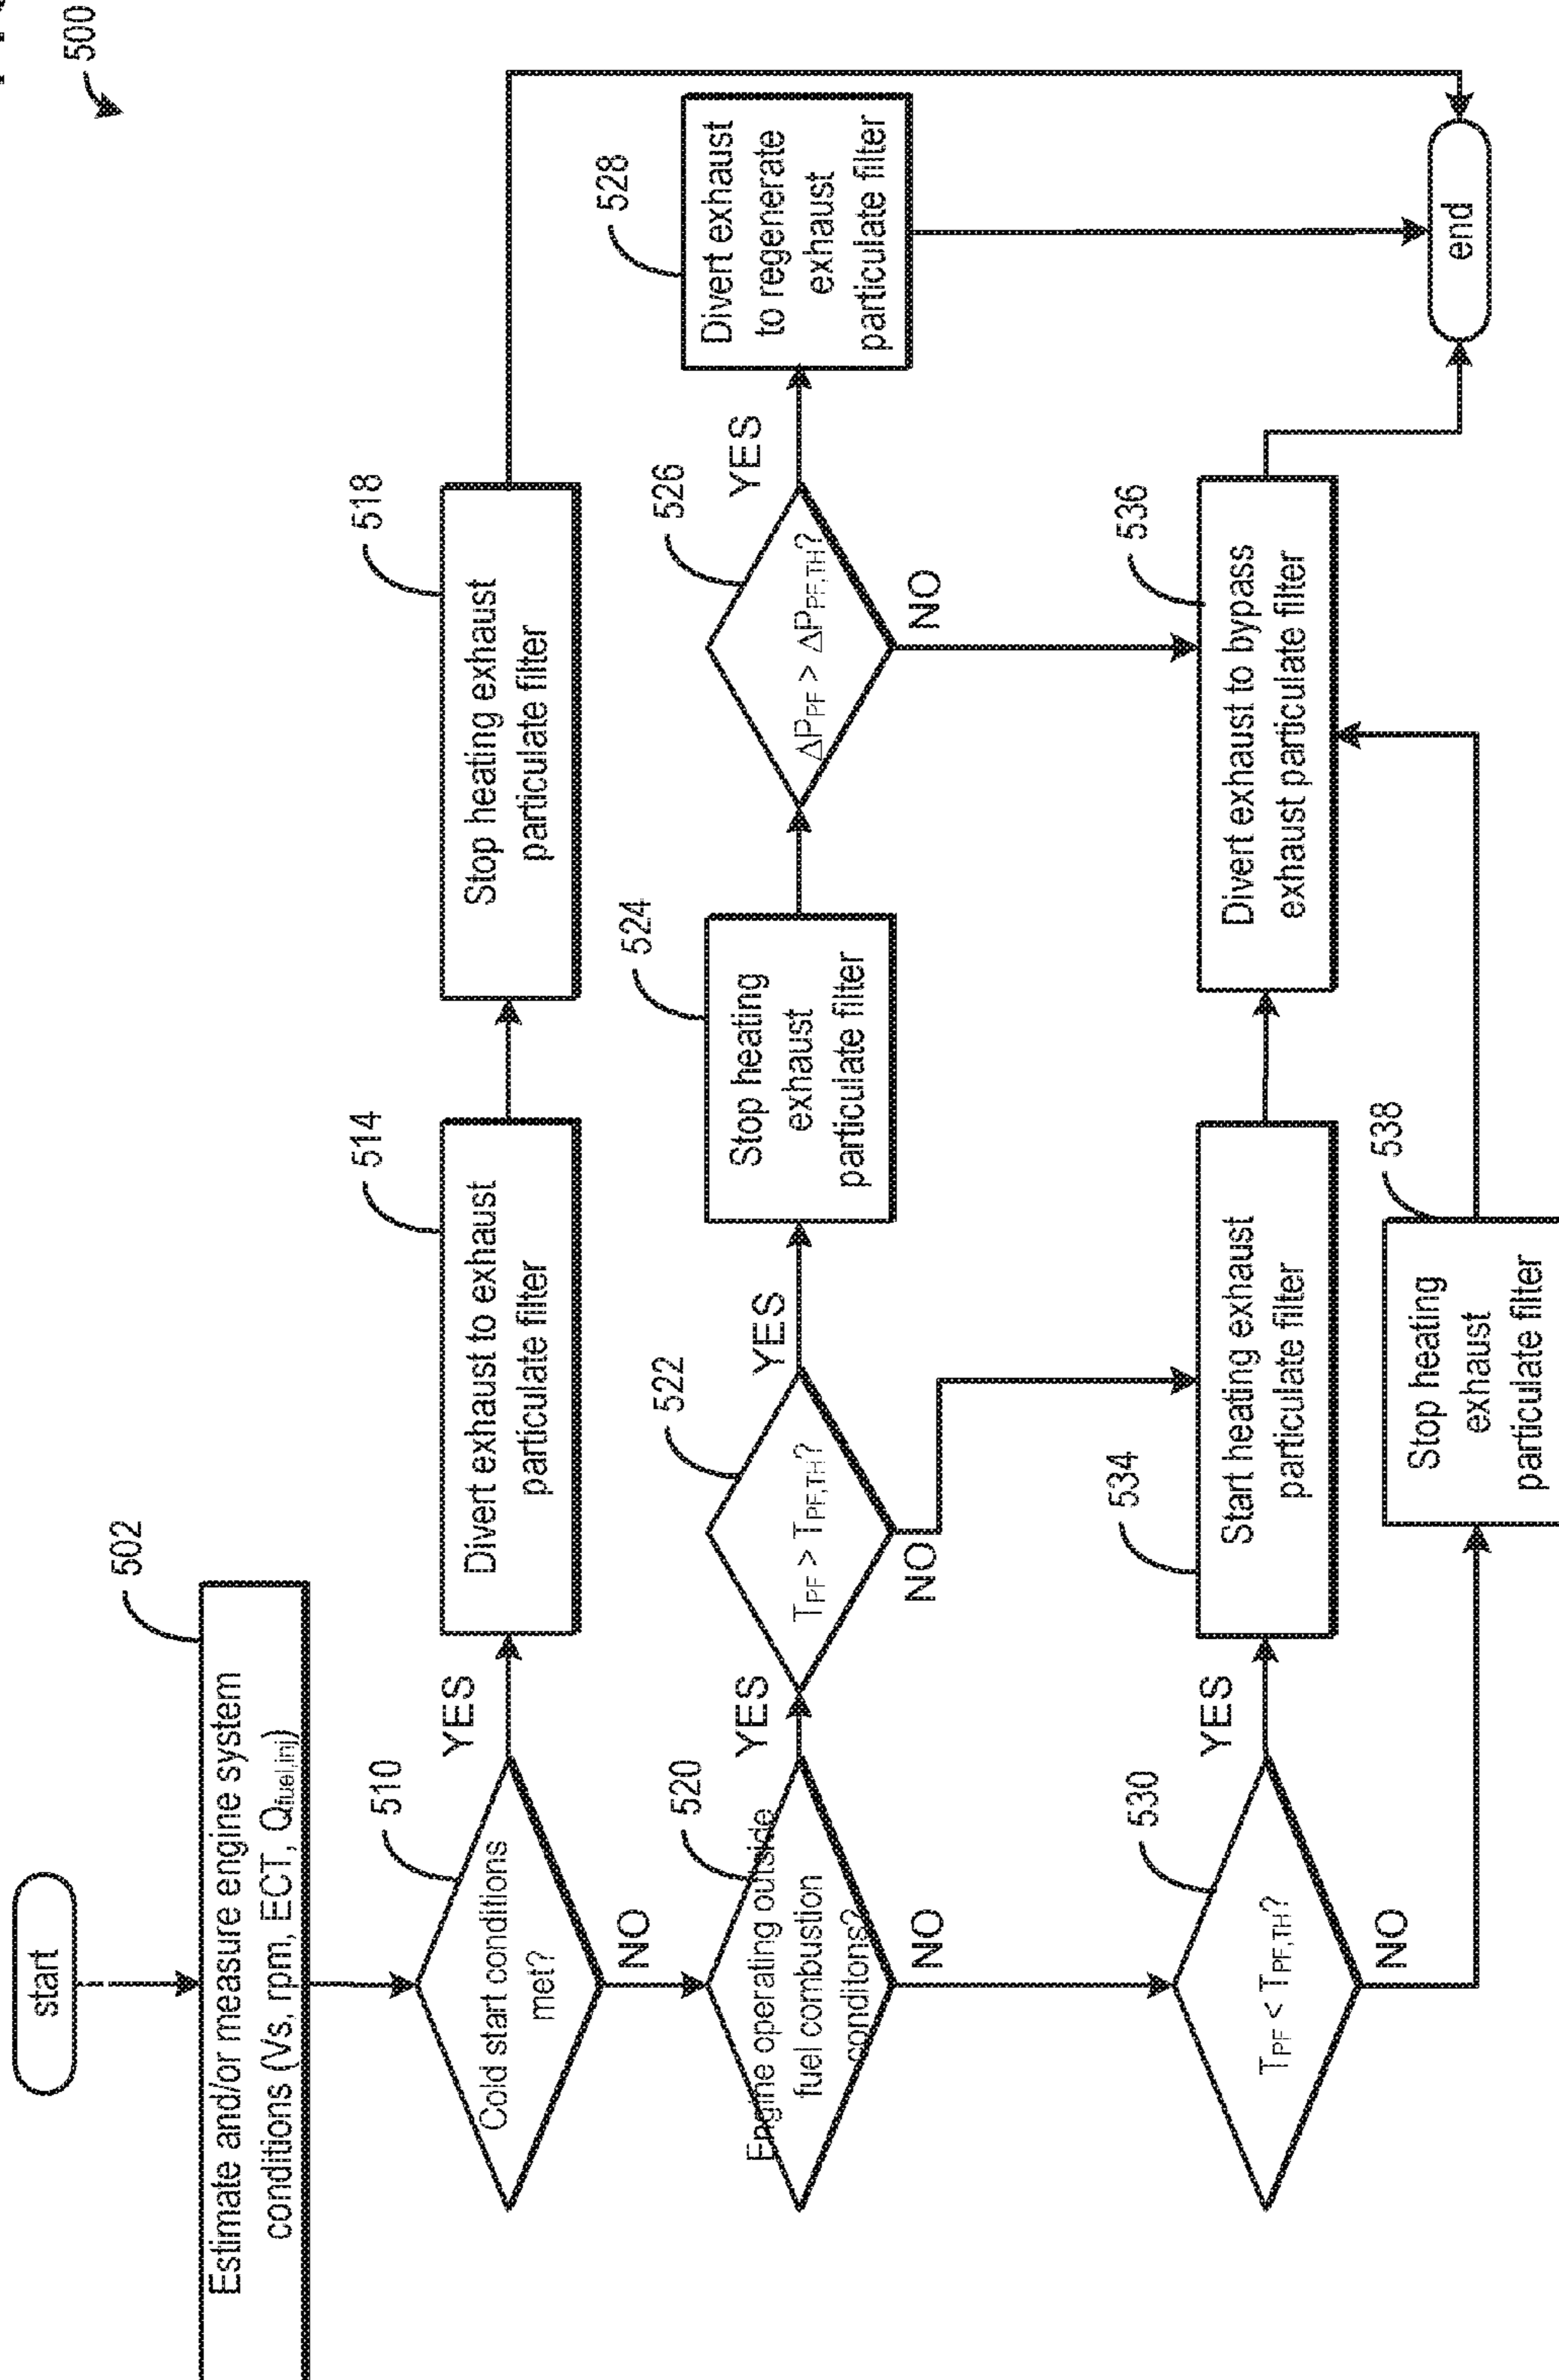 500
start
502
Estimate and/or measure engine system
conditions (Vs, rpm, ECT, Qfuel,inj)
510
Cold start conditions
met?
YES
NO
514
Divert exhaust to exhaust
particulate filter
518
Stop heating exhaust
particulate filter
520
Engine operating outside
fuel combustion
conditons?
YES
NO
522
TPF > TPF,TH?
YES
NO
524
Stop heating
exhaust
particulate filter
526
ΔPPF > ΔPPF,TH?
YES
NO
528
Divert exhaust
to regenerate
exhaust
particulate filter
530
TPF < TPF,TH?
YES
NO
534
Start heating exhaust
particulate filter
536
Divert exhaust to bypass
exhaust particulate filter
538
Stop heating
exhaust
particulate filter
end